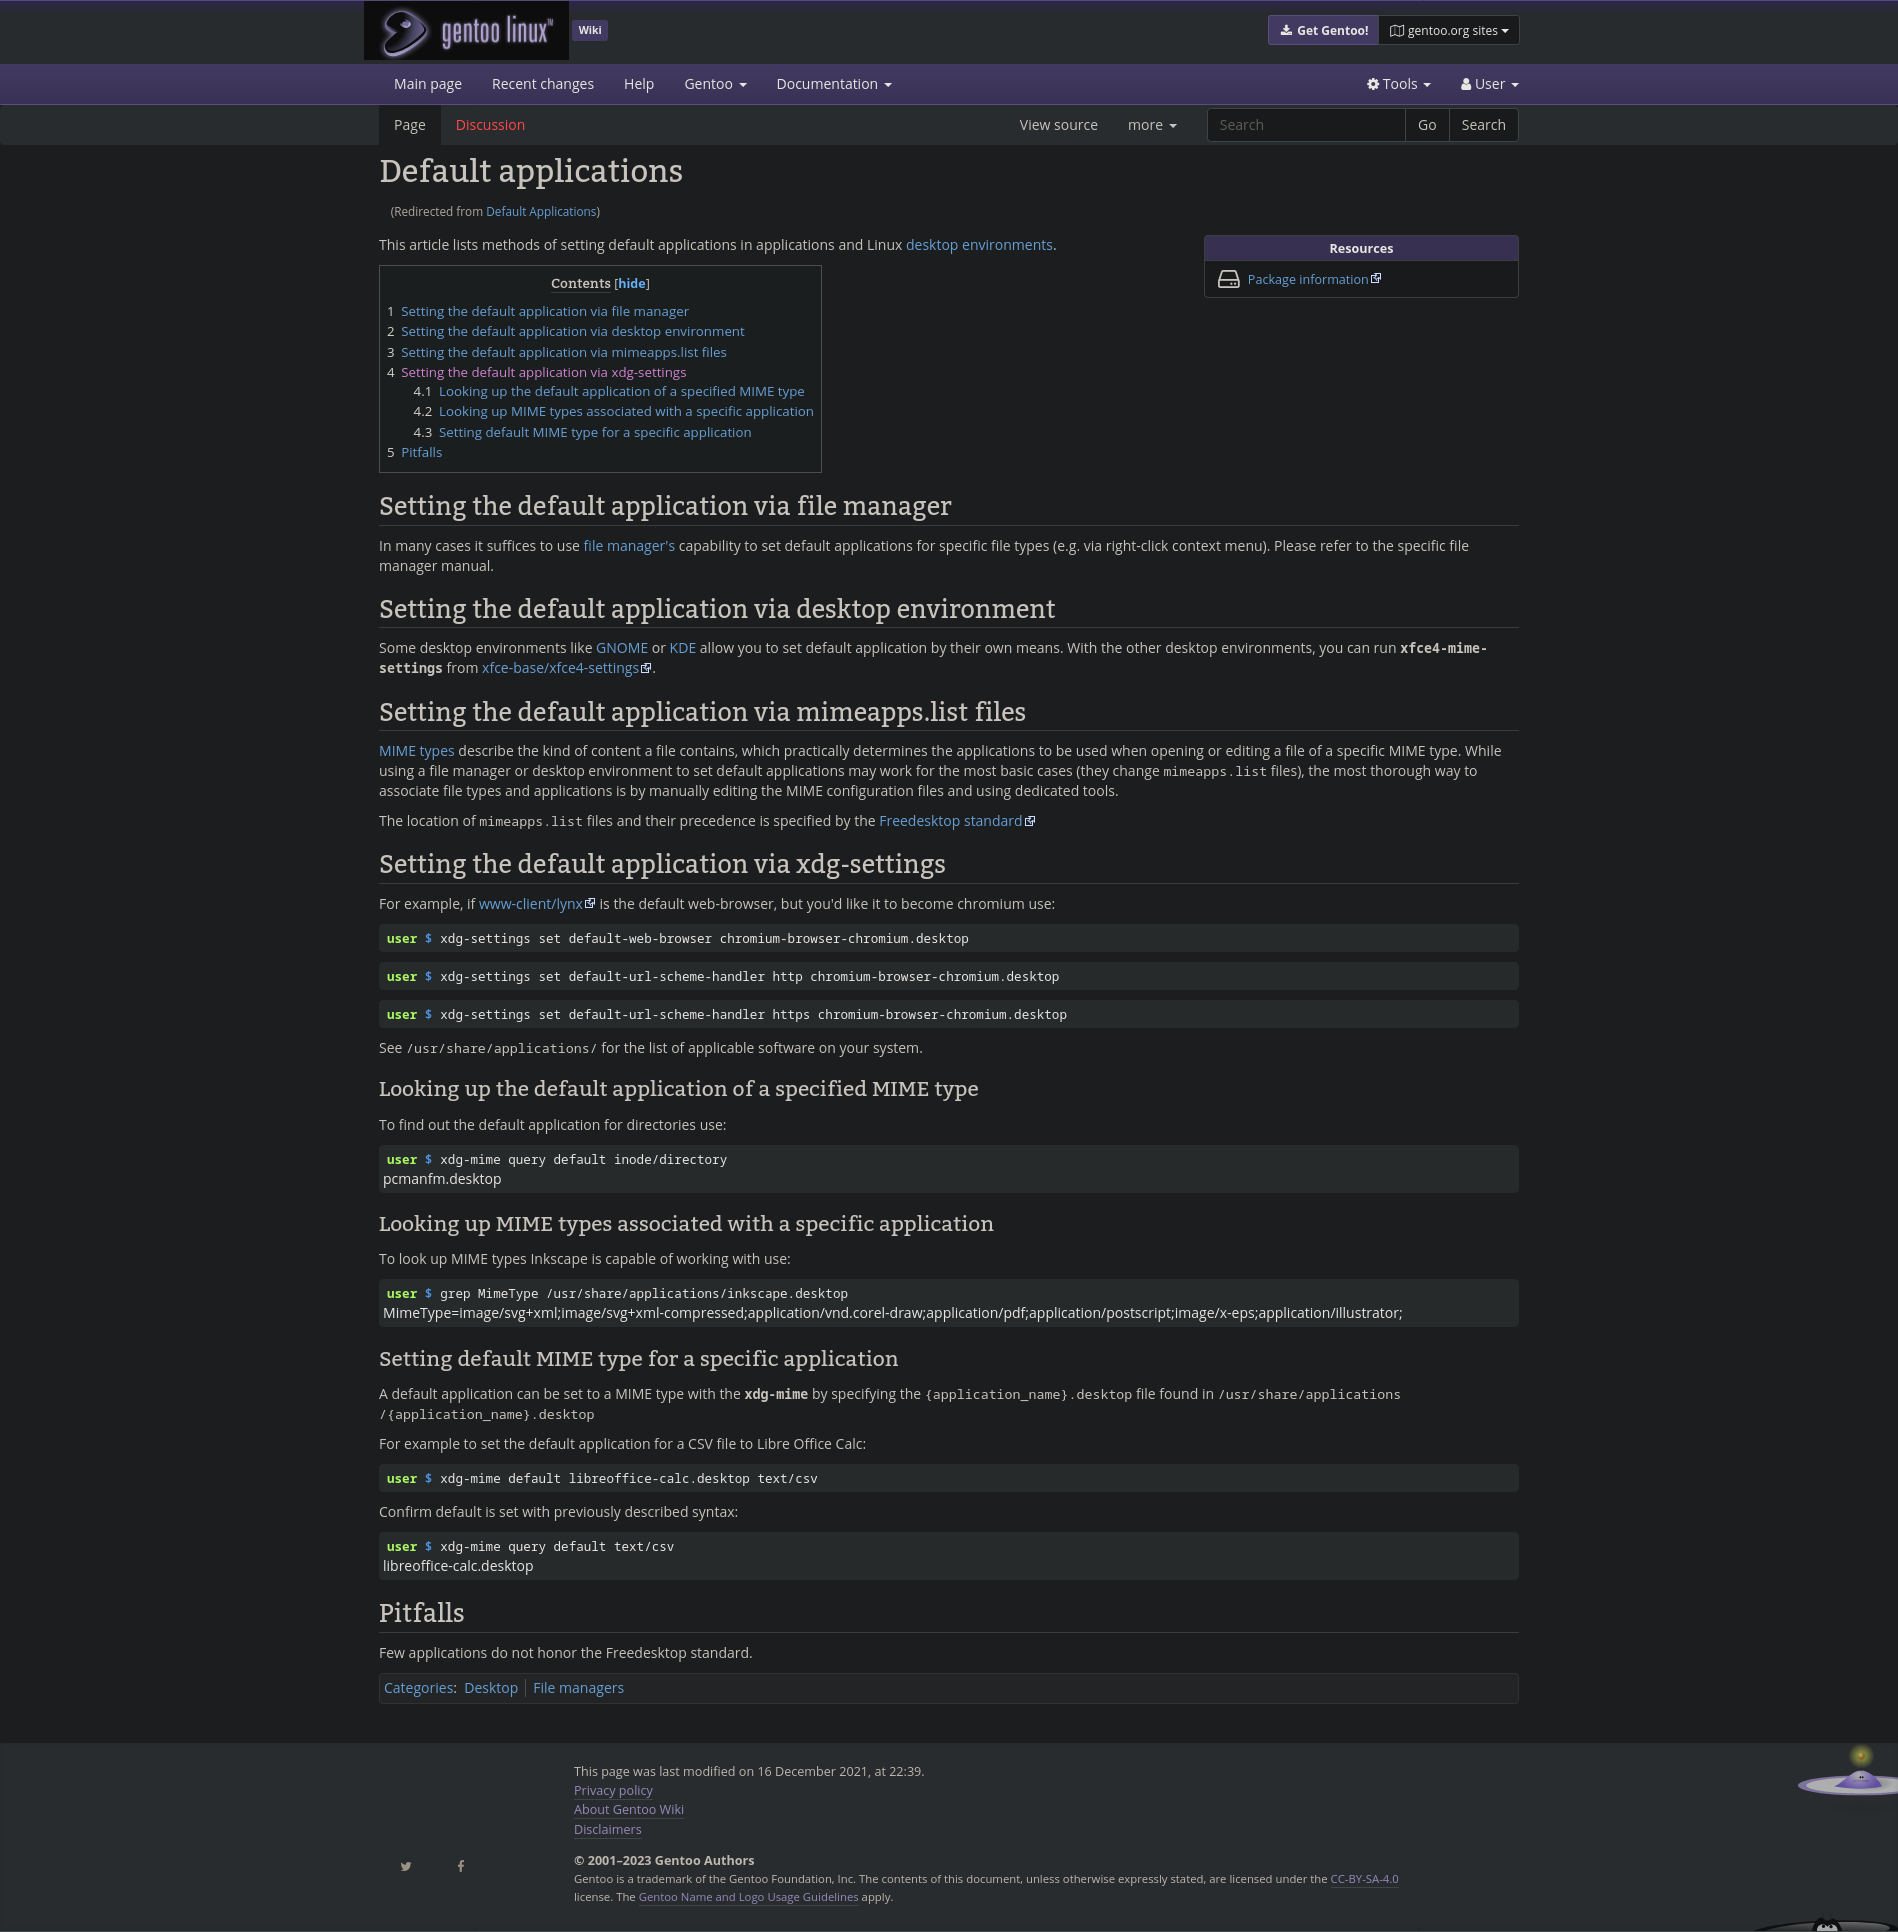 gentoo linux™ Wiki Get Gentoo! gentoo.org sites
Main page Recent changes Help Gentoo Documentation Tools User
Page Discussion View source more Search Go Search
Default applications
(Redirected from Default Applications)
This article lists methods of setting default applications in applications and Linux desktop environments.
Resources
Package information
Contents [hide]
1 Setting the default application via file manager
2 Setting the default application via desktop environment
3 Setting the default application via mimeapps.list files
4 Setting the default application via xdg-settings
4.1 Looking up the default application of a specified MIME type
4.2 Looking up MIME types associated with a specific application
4.3 Setting default MIME type for a specific application
5 Pitfalls
Setting the default application via file manager
In many cases it suffices to use file manager's capability to set default applications for specific file types (e.g. via right-click context menu). Please refer to the specific file
manager manual.
Setting the default application via desktop environment
Some desktop environments like GNOME or KDE allow you to set default application by their own means. With the other desktop environments, you can run xfce4-mime-
settings from xfce-base/xfce4-settings.
Setting the default application via mimeapps.list files
MIME types describe the kind of content a file contains, which practically determines the applications to be used when opening or editing a file of a specific MIME type. While
using a file manager or desktop environment to set default applications may work for the most basic cases (they change mimeapps.list files), the most thorough way to
associate file types and applications is by manually editing the MIME configuration files and using dedicated tools.
The location of mimeapps.list files and their precedence is specified by the Freedesktop standard
Setting the default application via xdg-settings
For example, if www-client/lynx is the default web-browser, but you'd like it to become chromium use:
user $ xdg-settings set default-web-browser chromium-browser-chromium.desktop
user $ xdg-settings set default-url-scheme-handler http chromium-browser-chromium.desktop
user $ xdg-settings set default-url-scheme-handler https chromium-browser-chromium.desktop
See /usr/share/applications/ for the list of applicable software on your system.
Looking up the default application of a specified MIME type
To find out the default application for directories use:
user $ xdg-mime query default inode/directory
pcmanfm.desktop
Looking up MIME types associated with a specific application
To look up MIME types Inkscape is capable of working with use:
user $ grep MimeType /usr/share/applications/inkscape.desktop
MimeType=image/svg+xml;image/svg+xml-compressed;application/vnd.corel-draw;application/pdf;application/postscript;image/x-eps;application/illustrator;
Setting default MIME type for a specific application
A default application can be set to a MIME type with the xdg-mime by specifying the {application_name}.desktop file found in /usr/share/applications
/{application_name}.desktop
For example to set the default application for a CSV file to Libre Office Calc:
user $ xdg-mime default libreoffice-calc.desktop text/csv
Confirm default is set with previously described syntax:
user $ xdg-mime query default text/csv
libreoffice-calc.desktop
Pitfalls
Few applications do not honor the Freedesktop standard.
Categories: Desktop File managers
This page was last modified on 16 December 2021, at 22:39.
Privacy policy
About Gentoo Wiki
Disclaimers
© 2001–2023 Gentoo Authors
Gentoo is a trademark of the Gentoo Foundation, Inc. The contents of this document, unless otherwise expressly stated, are licensed under the CC-BY-SA-4.0
license. The Gentoo Name and Logo Usage Guidelines apply.